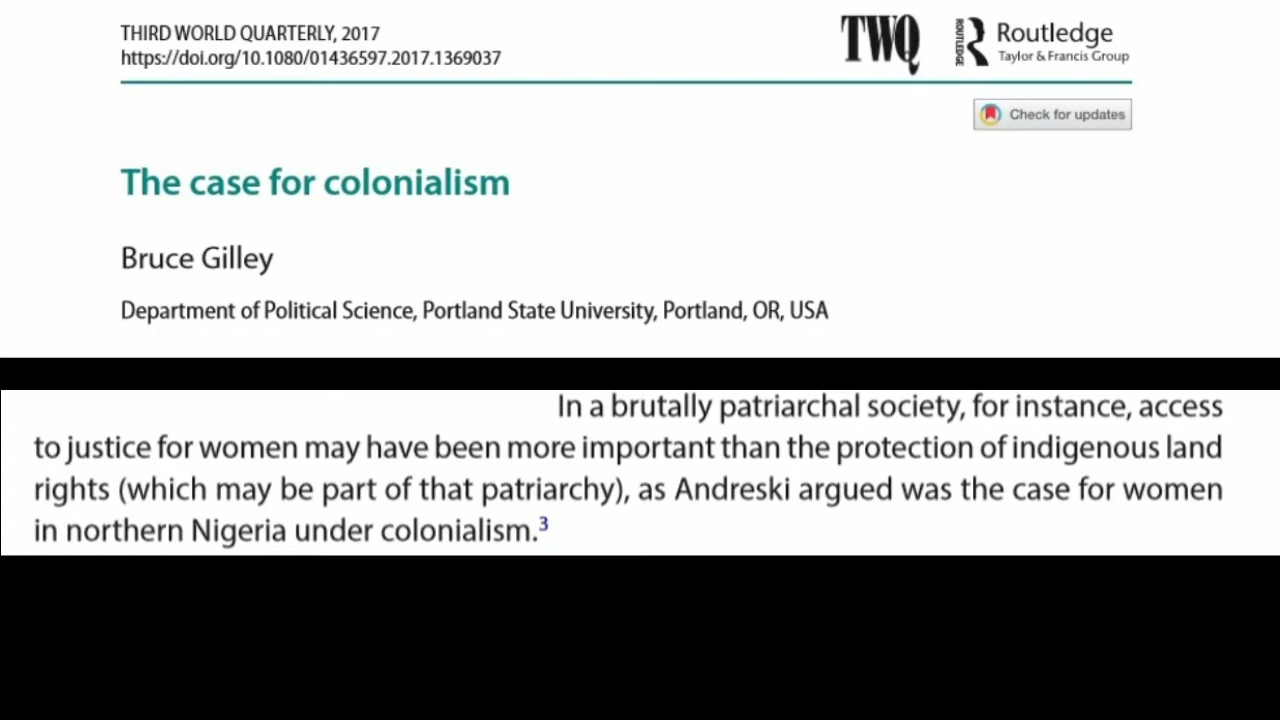 THIRD WORLD QUARTERLY, 2017
https://doi.org/10.1080/01436597.2017.1369037
TWQ
ROUTLEDGE
Routledge
Taylor & Francis Group
Check for updates
The case for colonialism
Bruce Gilley
Department of Political Science, Portland State University, Portland, OR, USA
In a brutally patriarchal society, for instance, access
to justice for women may have been more important than the protection of indigenous land
rights (which may be part of that patriarchy), as Andreski argued was the case for women
in northern Nigeria under colonialism.3